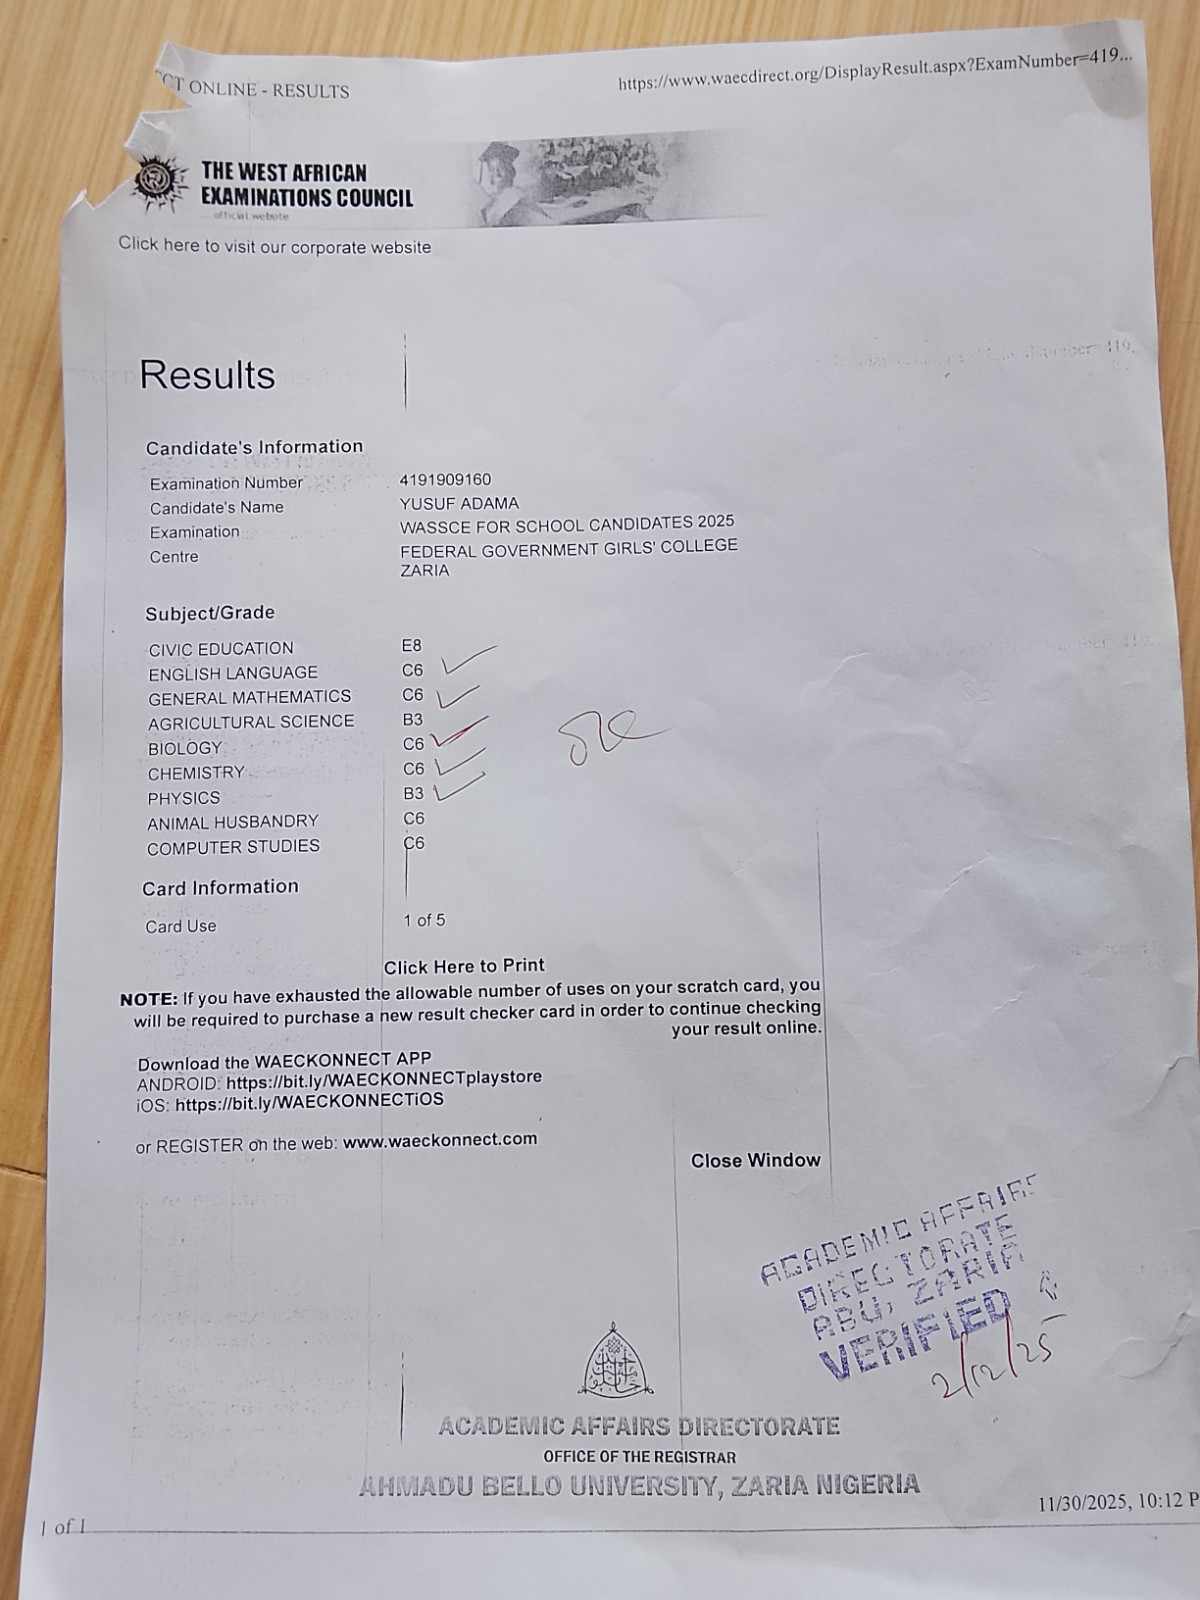 CT ONLINE - RESULTS
https://www.waecdirect.org/DisplayResult.aspx?ExamNumber=419...
THE WEST AFRICAN
EXAMINATIONS COUNCIL
official website
Click here to visit our corporate website
Results
Candidate's Information
Examination Number 4191909160
Candidate's Name YUSUF ADAMA
Examination WASSCE FOR SCHOOL CANDIDATES 2025
Centre FEDERAL GOVERNMENT GIRLS' COLLEGE
ZARIA
Subject/Grade
CIVIC EDUCATION E8
ENGLISH LANGUAGE C6
GENERAL MATHEMATICS C6
AGRICULTURAL SCIENCE B3
BIOLOGY C6
CHEMISTRY C6
PHYSICS B3
ANIMAL HUSBANDRY C6
COMPUTER STUDIES C6
Card Information
Card Use 1 of 5
Click Here to Print
NOTE: If you have exhausted the allowable number of uses on your scratch card, you
will be required to purchase a new result checker card in order to continue checking
your result online.
Download the WAECKONNECT APP
ANDROID: https://bit.ly/WAECKONNECTplaystore
iOS: https://bit.ly/WAECKONNECTiOS
or REGISTER on the web: www.waeckonnect.com
Close Window
ACADEMIC AFFAIRS
DIRECTORATE
ABU, ZARIA
VERIFIED
2/12/25
ACADEMIC AFFAIRS DIRECTORATE
OFFICE OF THE REGISTRAR
AHMADU BELLO UNIVERSITY, ZARIA NIGERIA
11/30/2025, 10:12 P
1 of 1